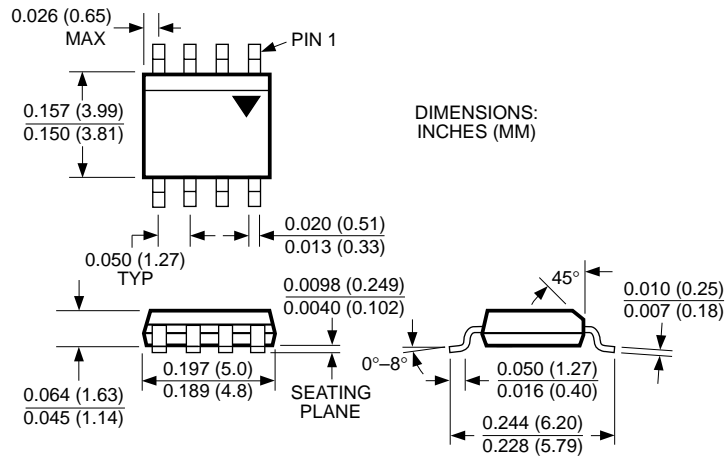 0.026 (0.65)
MAX
PIN 1
0.157 (3.99)
0.150 (3.81)
DIMENSIONS:
INCHES (MM)
0.050 (1.27)
TYP
0.020 (0.51)
0.013 (0.33)
0.0098 (0.249)
0.0040 (0.102)
45°
0.010 (0.25)
0.007 (0.18)
0.064 (1.63)
0.045 (1.14)
0.197 (5.0)
0.189 (4.8)
SEATING
PLANE
0°–8°
0.050 (1.27)
0.016 (0.40)
0.244 (6.20)
0.228 (5.79)